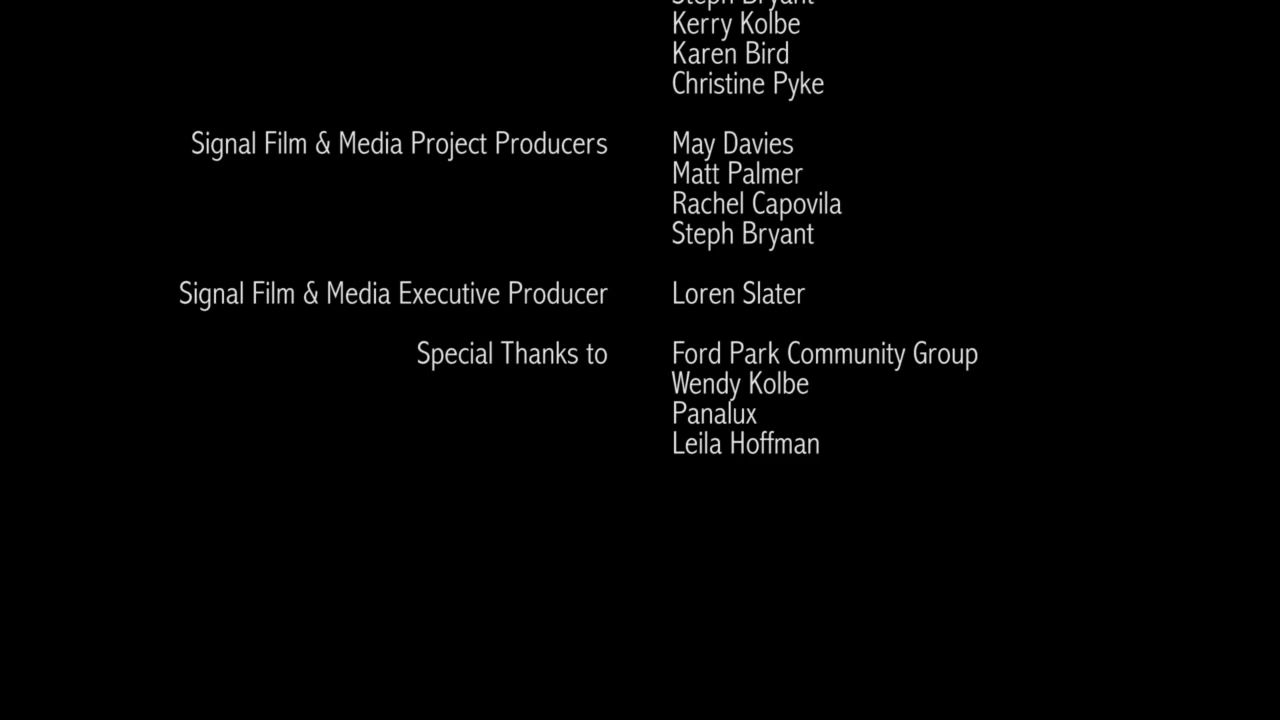 Steph Bryant
Kerry Kolbe
Karen Bird
Christine Pyke
Signal Film & Media Project Producers May Davies
Matt Palmer
Rachel Capovila
Steph Bryant
Signal Film & Media Executive Producer Loren Slater
Special Thanks to Ford Park Community Group
Wendy Kolbe
Panalux
Leila Hoffman